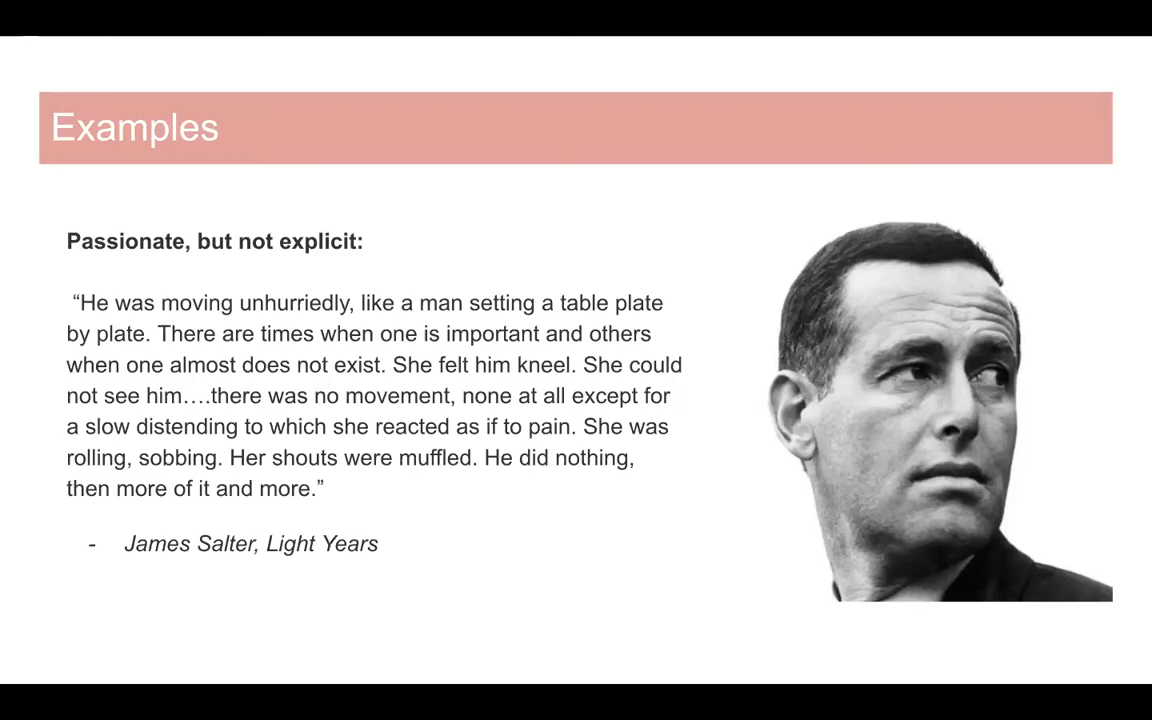 Examples
Passionate, but not explicit:
“He was moving unhurriedly, like a man setting a table plate
by plate. There are times when one is important and others
when one almost does not exist. She felt him kneel. She could
not see him….there was no movement, none at all except for
a slow distending to which she reacted as if to pain. She was
rolling, sobbing. Her shouts were muffled. He did nothing,
then more of it and more.”
- James Salter, Light Years